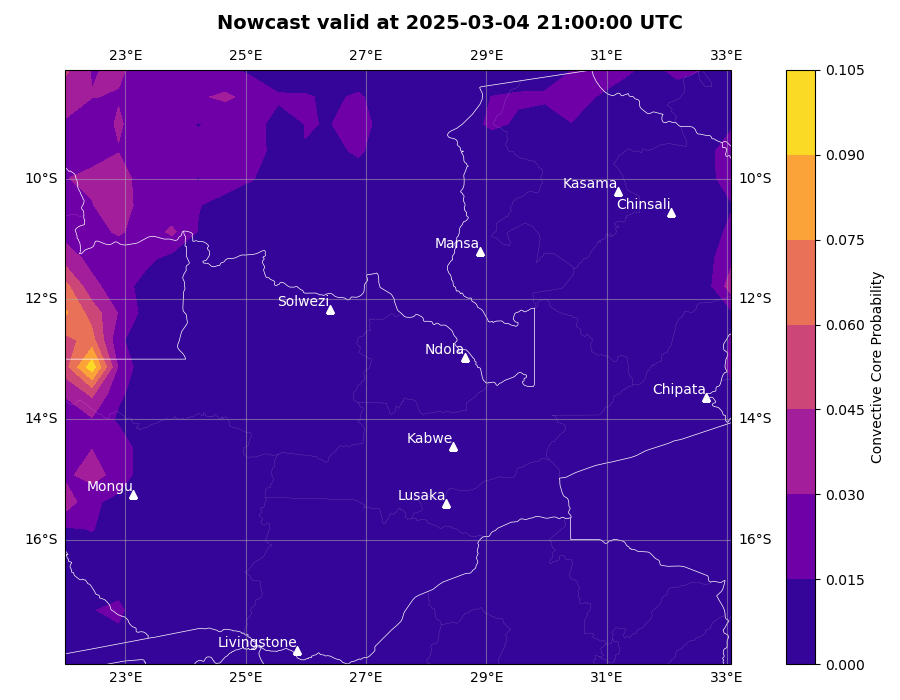 Nowcast valid at 2025-03-04 21:00:00 UTC
23°E 25°E 27°E 29°E 31°E 33°E
0.105
0.090
10°S 10°S
Kasama
Chinsali
Mansa
0.075
12°S 12°S
Solwezi
0.060
Ndola
Chipata
0.045
14°S 14°S
Kabwe
Mongu
Lusaka
0.030
16°S 16°S
0.015
Livingstone
0.000
23°E 25°E 27°E 29°E 31°E 33°E
Convective Core Probability